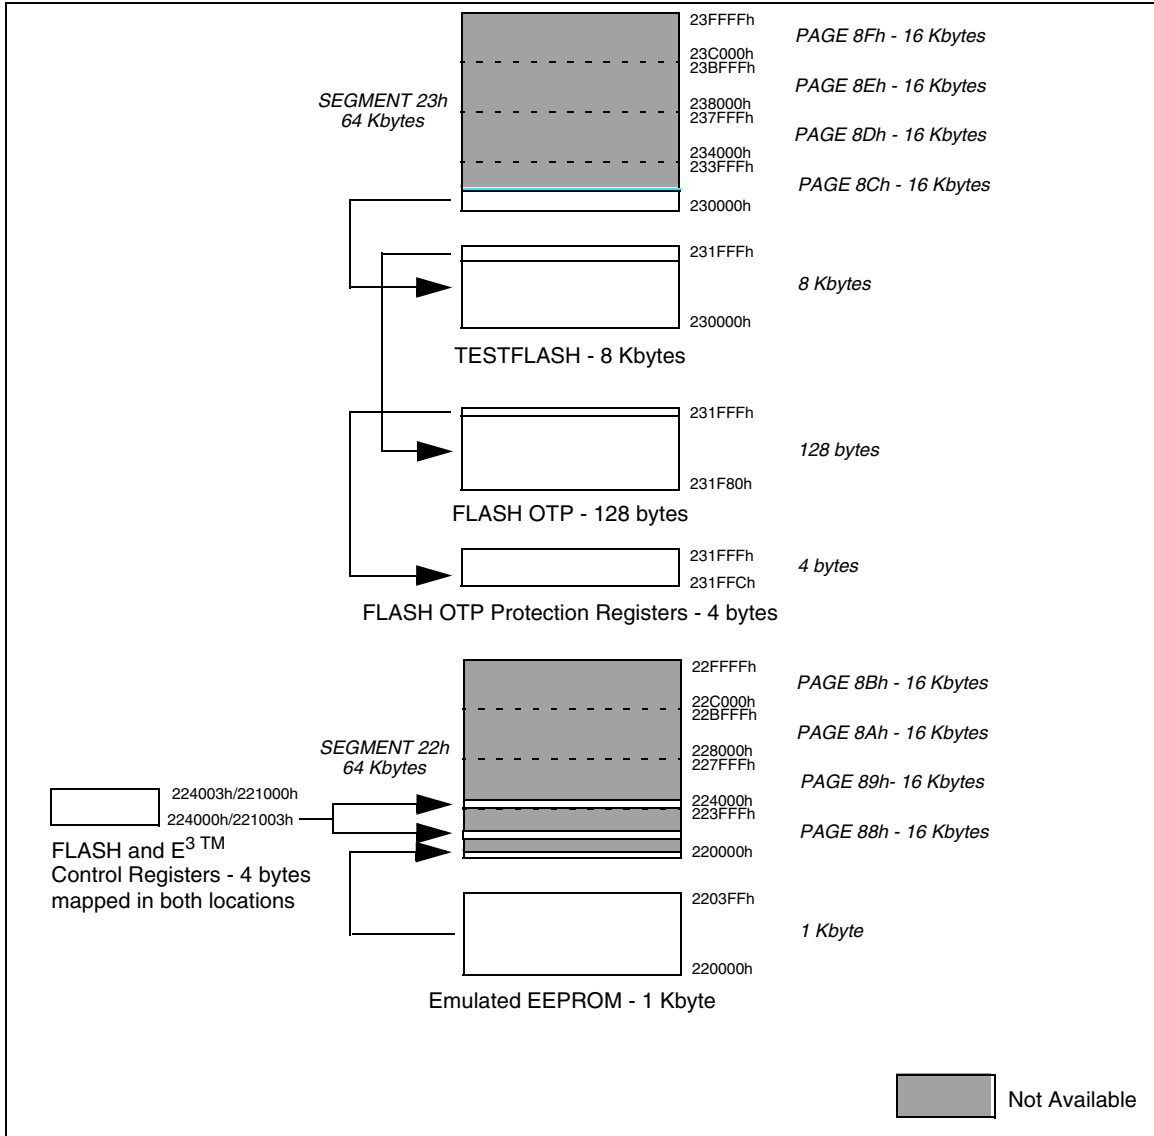 23FFFFh
PAGE 8Fh - 16 Kbytes
23C000h
23BFFFh
PAGE 8Eh - 16 Kbytes
SEGMENT 23h
64 Kbytes
238000h
237FFFh
PAGE 8Dh - 16 Kbytes
234000h
233FFFh
PAGE 8Ch - 16 Kbytes
230000h
231FFFh
8 Kbytes
230000h
TESTFLASH - 8 Kbytes
231FFFh
128 bytes
231F80h
FLASH OTP - 128 bytes
231FFFh
4 bytes
231FFCh
FLASH OTP Protection Registers - 4 bytes
22FFFFh
PAGE 8Bh - 16 Kbytes
22C000h
22BFFFh
PAGE 8Ah - 16 Kbytes
SEGMENT 22h
64 Kbytes
228000h
227FFFh
PAGE 89h- 16 Kbytes
224000h
223FFFh
PAGE 88h - 16 Kbytes
220000h
224003h/221000h
224000h/221003h
FLASH and E3 TM
Control Registers - 4 bytes
mapped in both locations
2203FFh
1 Kbyte
220000h
Emulated EEPROM - 1 Kbyte
Not Available